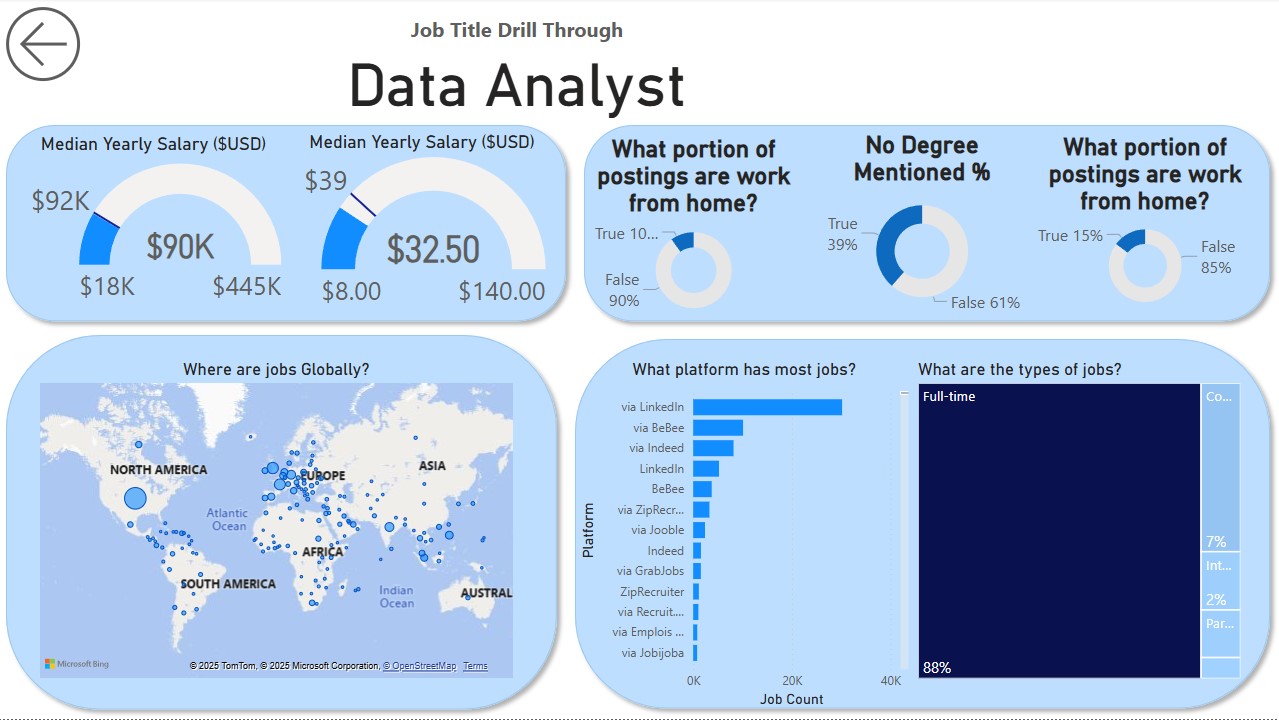 Job Title Drill Through
Data Analyst
Median Yearly Salary ($USD)
$92K
$90K
$18K
$445K
Median Yearly Salary ($USD)
$39
$32.50
$8.00
$140.00
What portion of
postings are work
from home?
True 10...
False
90%
No Degree
Mentioned %
True
39%
False 61%
What portion of
postings are work
from home?
True 15%
False
85%
Where are jobs Globally?
NORTH AMERICA
EUROPE
ASIA
Atlantic
Ocean
AFRICA
SOUTH AMERICA
Indian
Ocean
AUSTRAL
Microsoft Bing
© 2025 TomTom, © 2025 Microsoft Corporation, © OpenStreetMap Terms
What platform has most jobs?
Platform
via LinkedIn
via BeBee
via Indeed
LinkedIn
BeBee
via ZipRecr...
via Jooble
Indeed
via GrabJobs
ZipRecruiter
via Recruit....
via Emplois ...
via Jobijoba
0K
20K
40K
Job Count
What are the types of jobs?
Full-time
88%
Co...
7%
Int...
2%
Par...